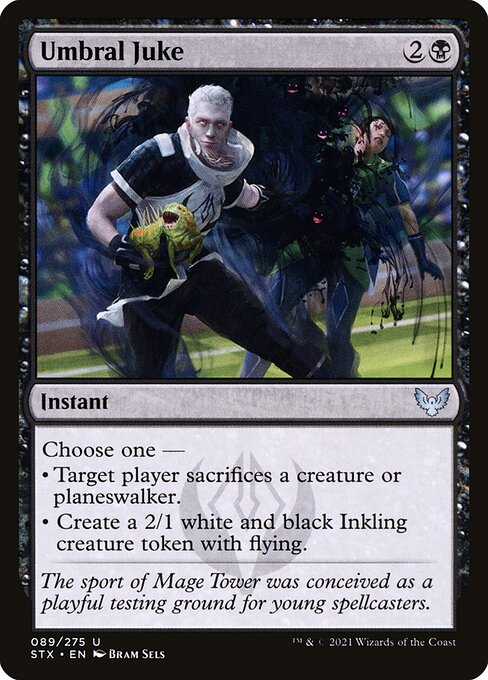 Umbral Juke 2
Instant
Choose one —
• Target player sacrifices a creature or
planeswalker.
• Create a 2/1 white and black Inkling
creature token with flying.
The sport of Mage Tower was conceived as a
playful testing ground for young spellcasters.
089/275 U
STX • EN Bram Sels
™ & © 2021 Wizards of the Coast